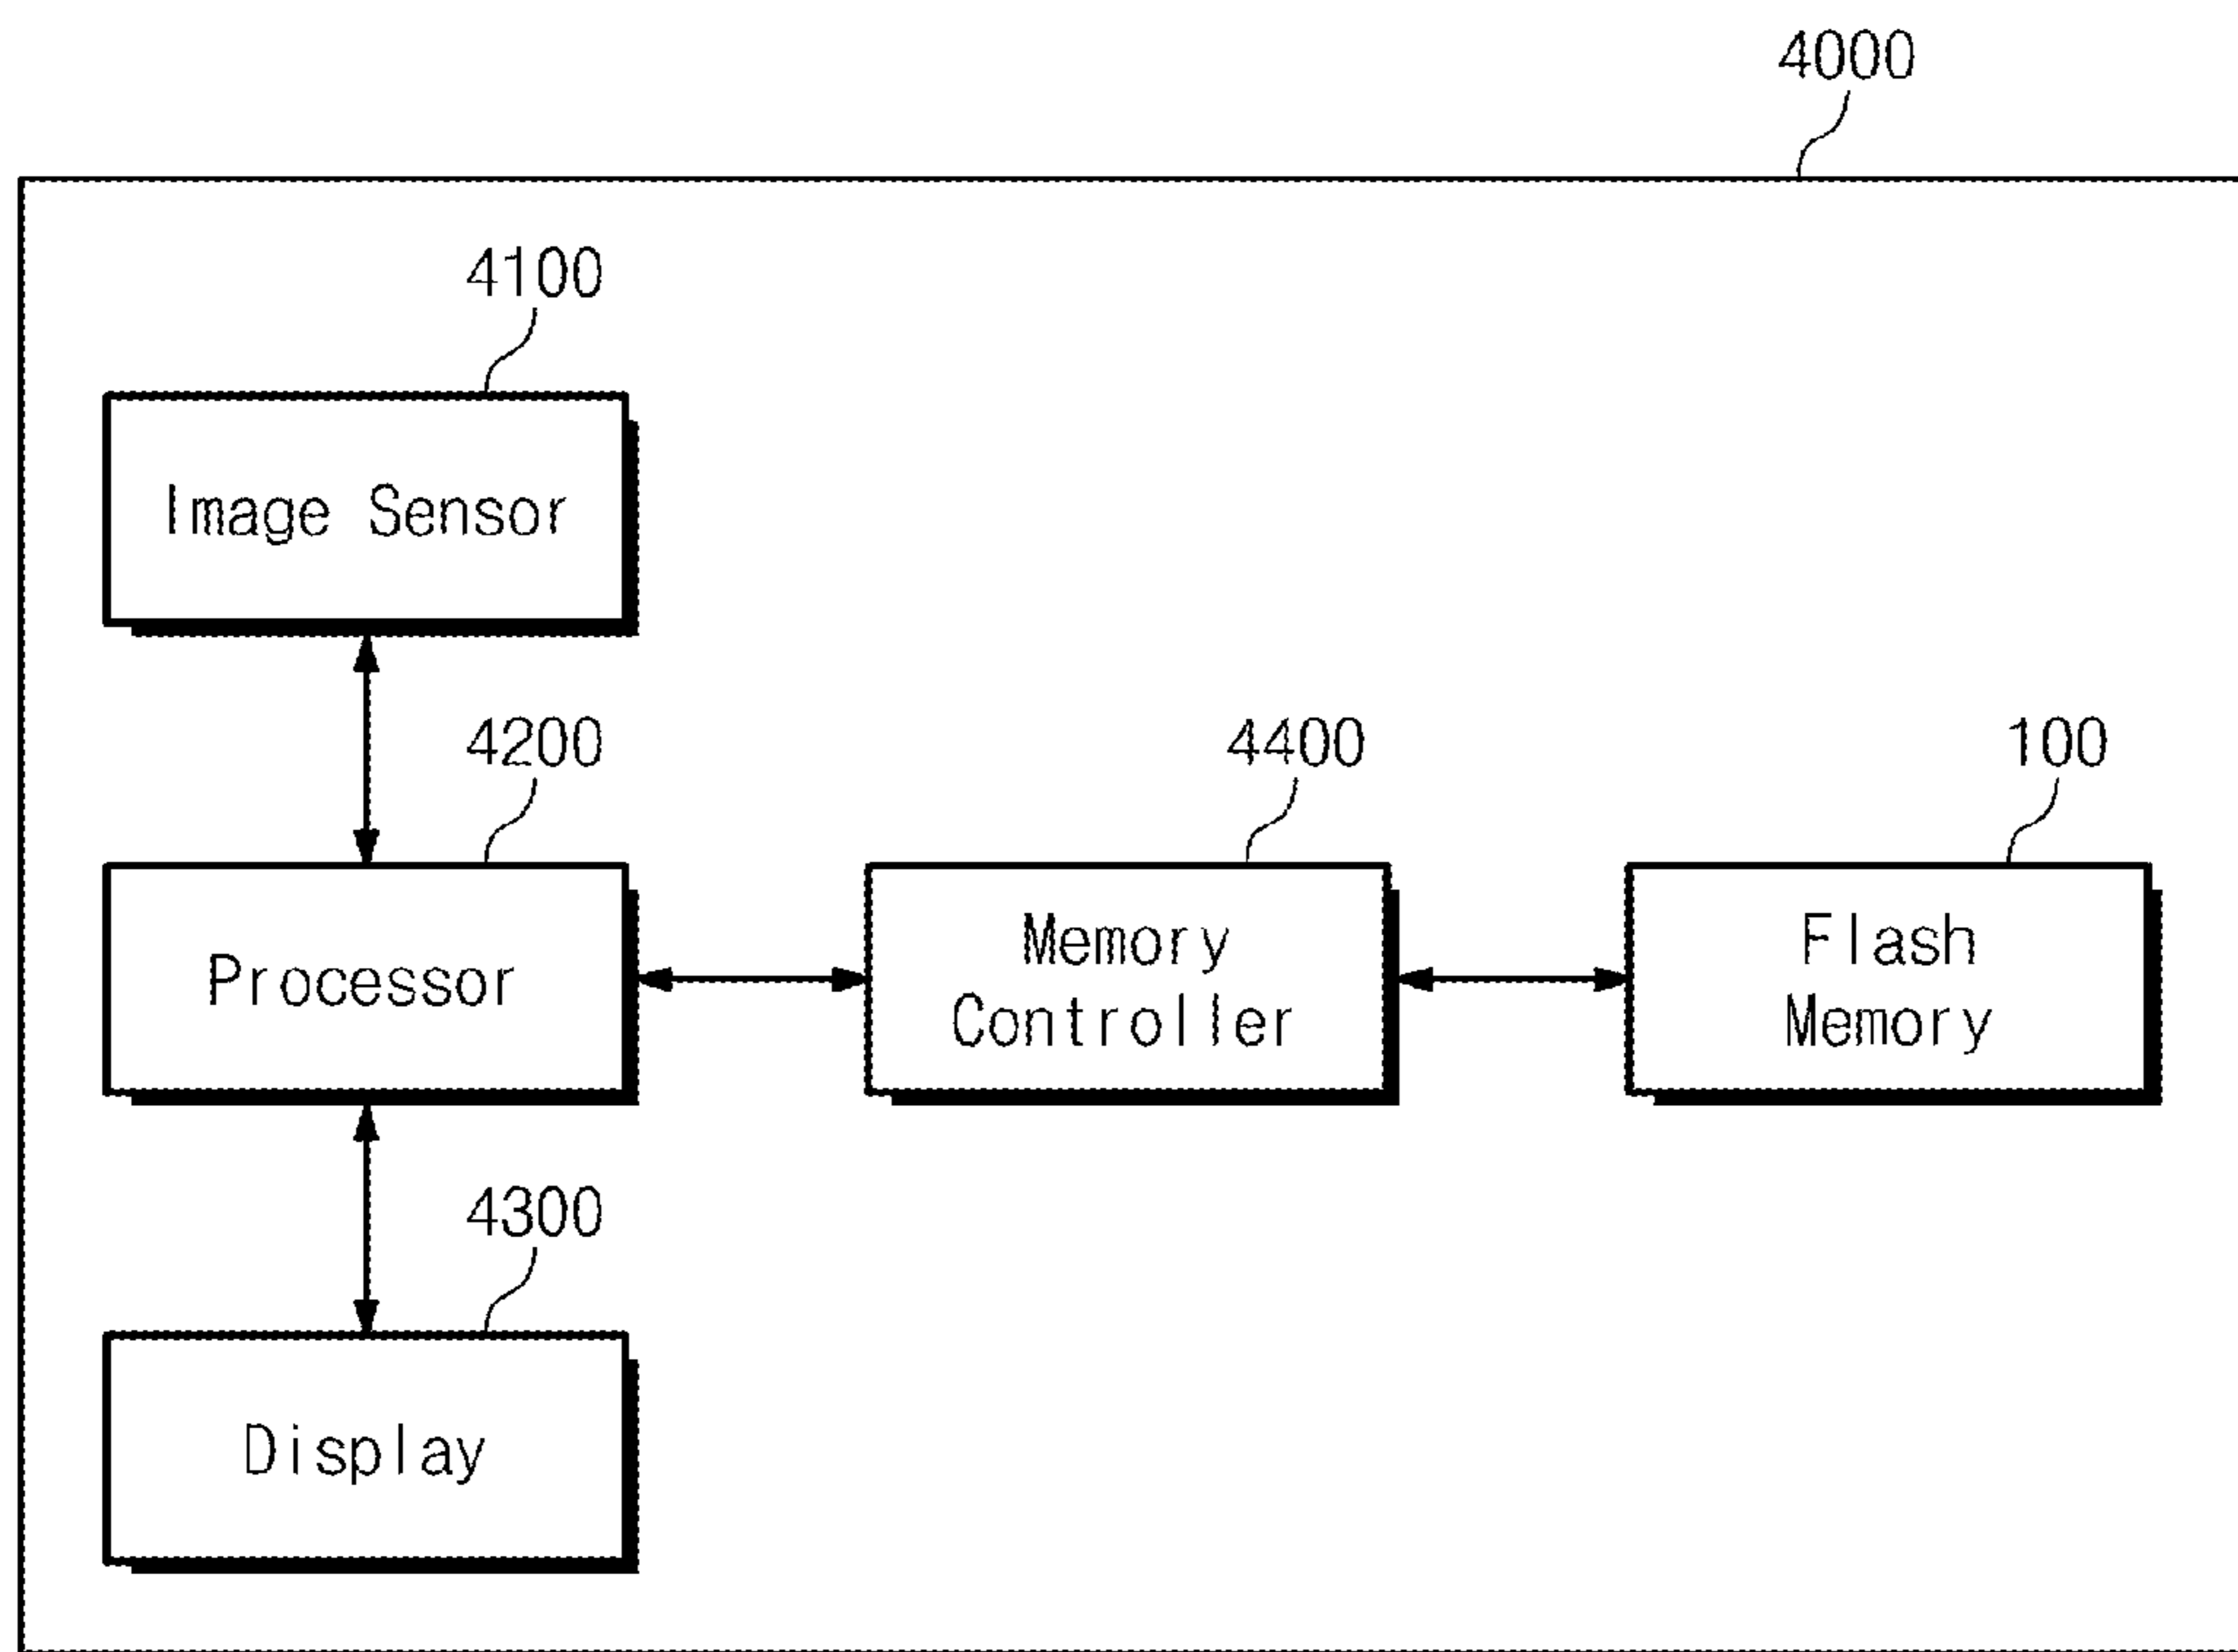 4000
4100
Image Sensor
4200
4400
100
Processor
Memory
Controller
Flash
Memory
4300
Display